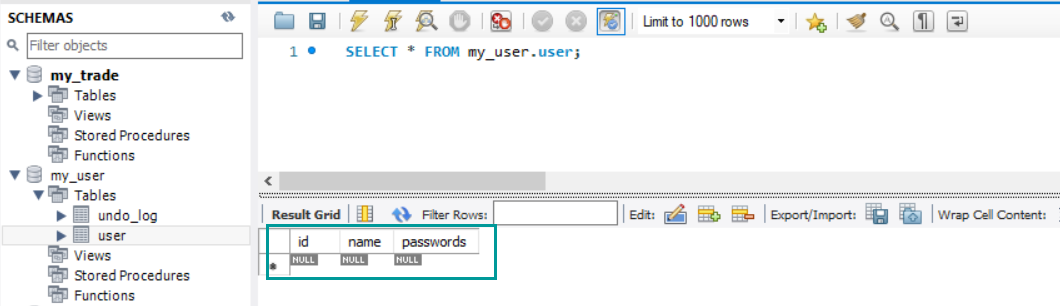 SCHEMAS
Filter objects
my_trade
Tables
Views
Stored Procedures
Functions
my_user
Tables
undo_log
user
Views
Stored Procedures
Functions
Limit to 1000 rows
1 SELECT * FROM my_user.user;
Result Grid Filter Rows: Edit: Export/Import: Wrap Cell Content:
id name passwords
* NULL NULL NULL